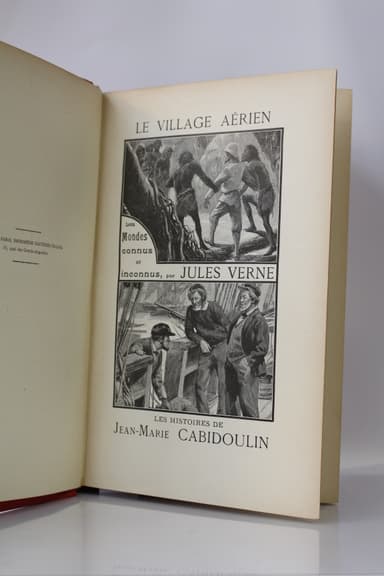 LE VILLAGE AÉRIEN
Les
Mondes
connus
et
inconnus, par JULES VERNE
LES HISTOIRES DE
JEAN-MARIE CABIDOULIN